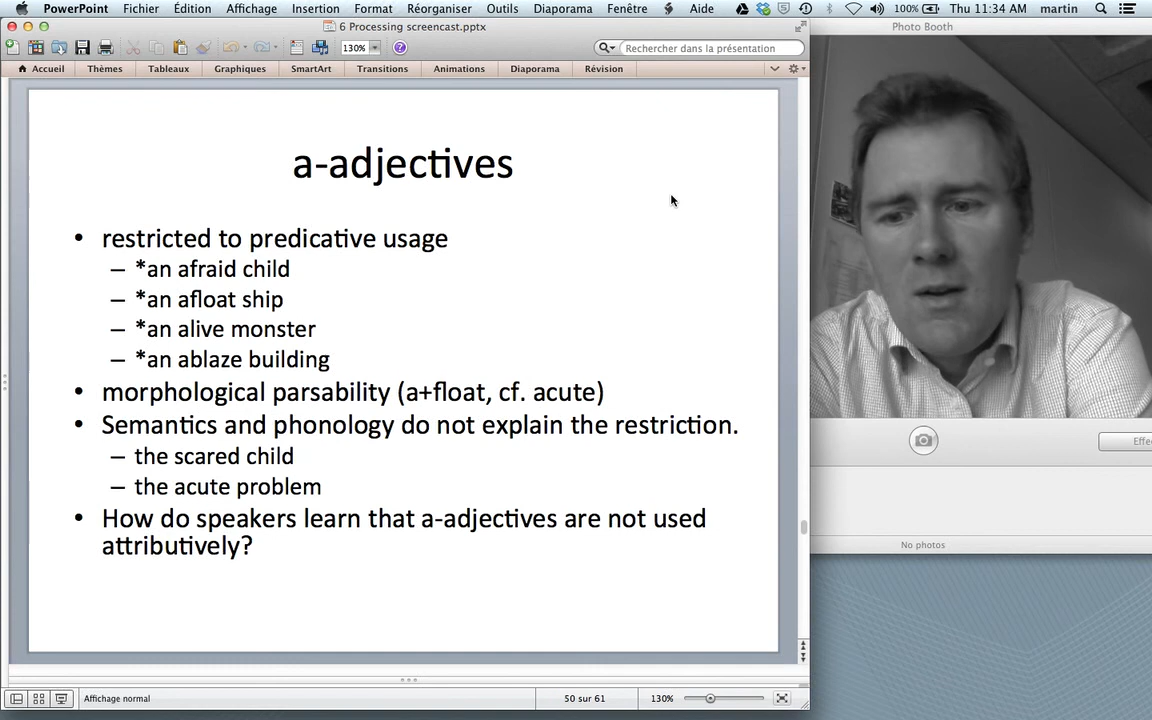 PowerPoint Fichier Édition Affichage Insertion Format Réorganiser Outils Diaporama Fenêtre Aide 100% Thu 11:34 AM martin
6 Processing screencast.pptx
Photo Booth
130% Rechercher dans la présentation
Accueil Thèmes Tableaux Graphiques SmartArt Transitions Animations Diaporama Révision
a-adjectives
• restricted to predicative usage
– *an afraid child
– *an afloat ship
– *an alive monster
– *an ablaze building
• morphological parsability (a+float, cf. acute)
• Semantics and phonology do not explain the restriction.
– the scared child
– the acute problem
• How do speakers learn that a-adjectives are not used
attributively?
Effe
No photos
Affichage normal 50 sur 61 130%